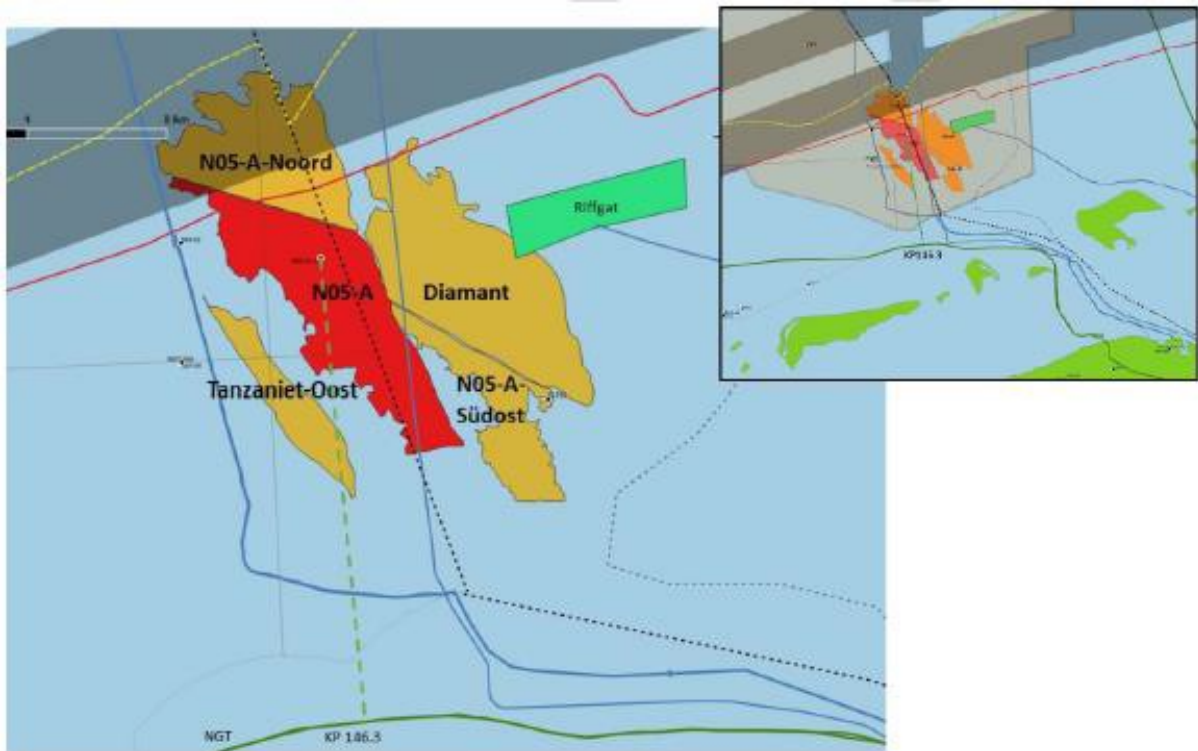 N05-A-Noord
Riffgat
N05-A
Diamant
Tanzaniet-Oost
N05-A-
Südost
NGT
KP 146.3
KP146.3